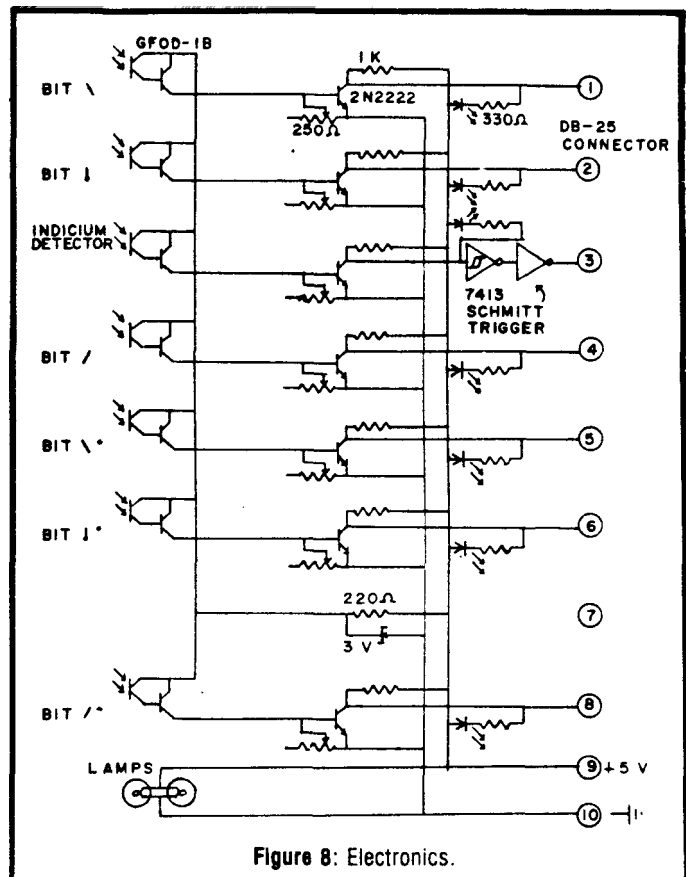 GFOD-1B
1K
BIT \
2N2222
1
250Ω
330Ω
DB-25
CONNECTOR
BIT ↓
2
INDICIUM
DETECTOR
3
7413
SCHMITT
TRIGGER
BIT /
4
BIT \*
5
BIT ↓*
6
220Ω
7
3 V
BIT /*
8
LAMPS
9 +5 V
10
Figure 8: Electronics.